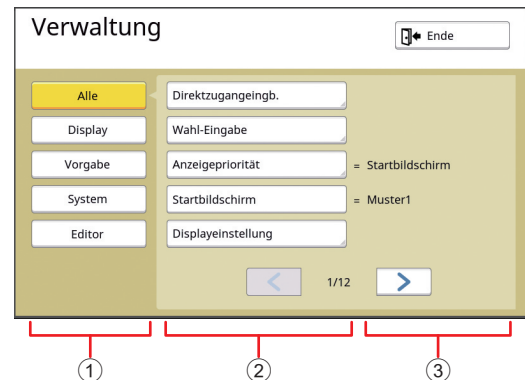 Verwaltung
Ende
Alle
Direktzugangeingb.
Display
Wahl-Eingabe
Vorgabe
Anzeigepriorität = Startbildschirm
System
Startbildschirm = Muster1
Editor
Displayeinstellung
< 1/12 >
① ② ③